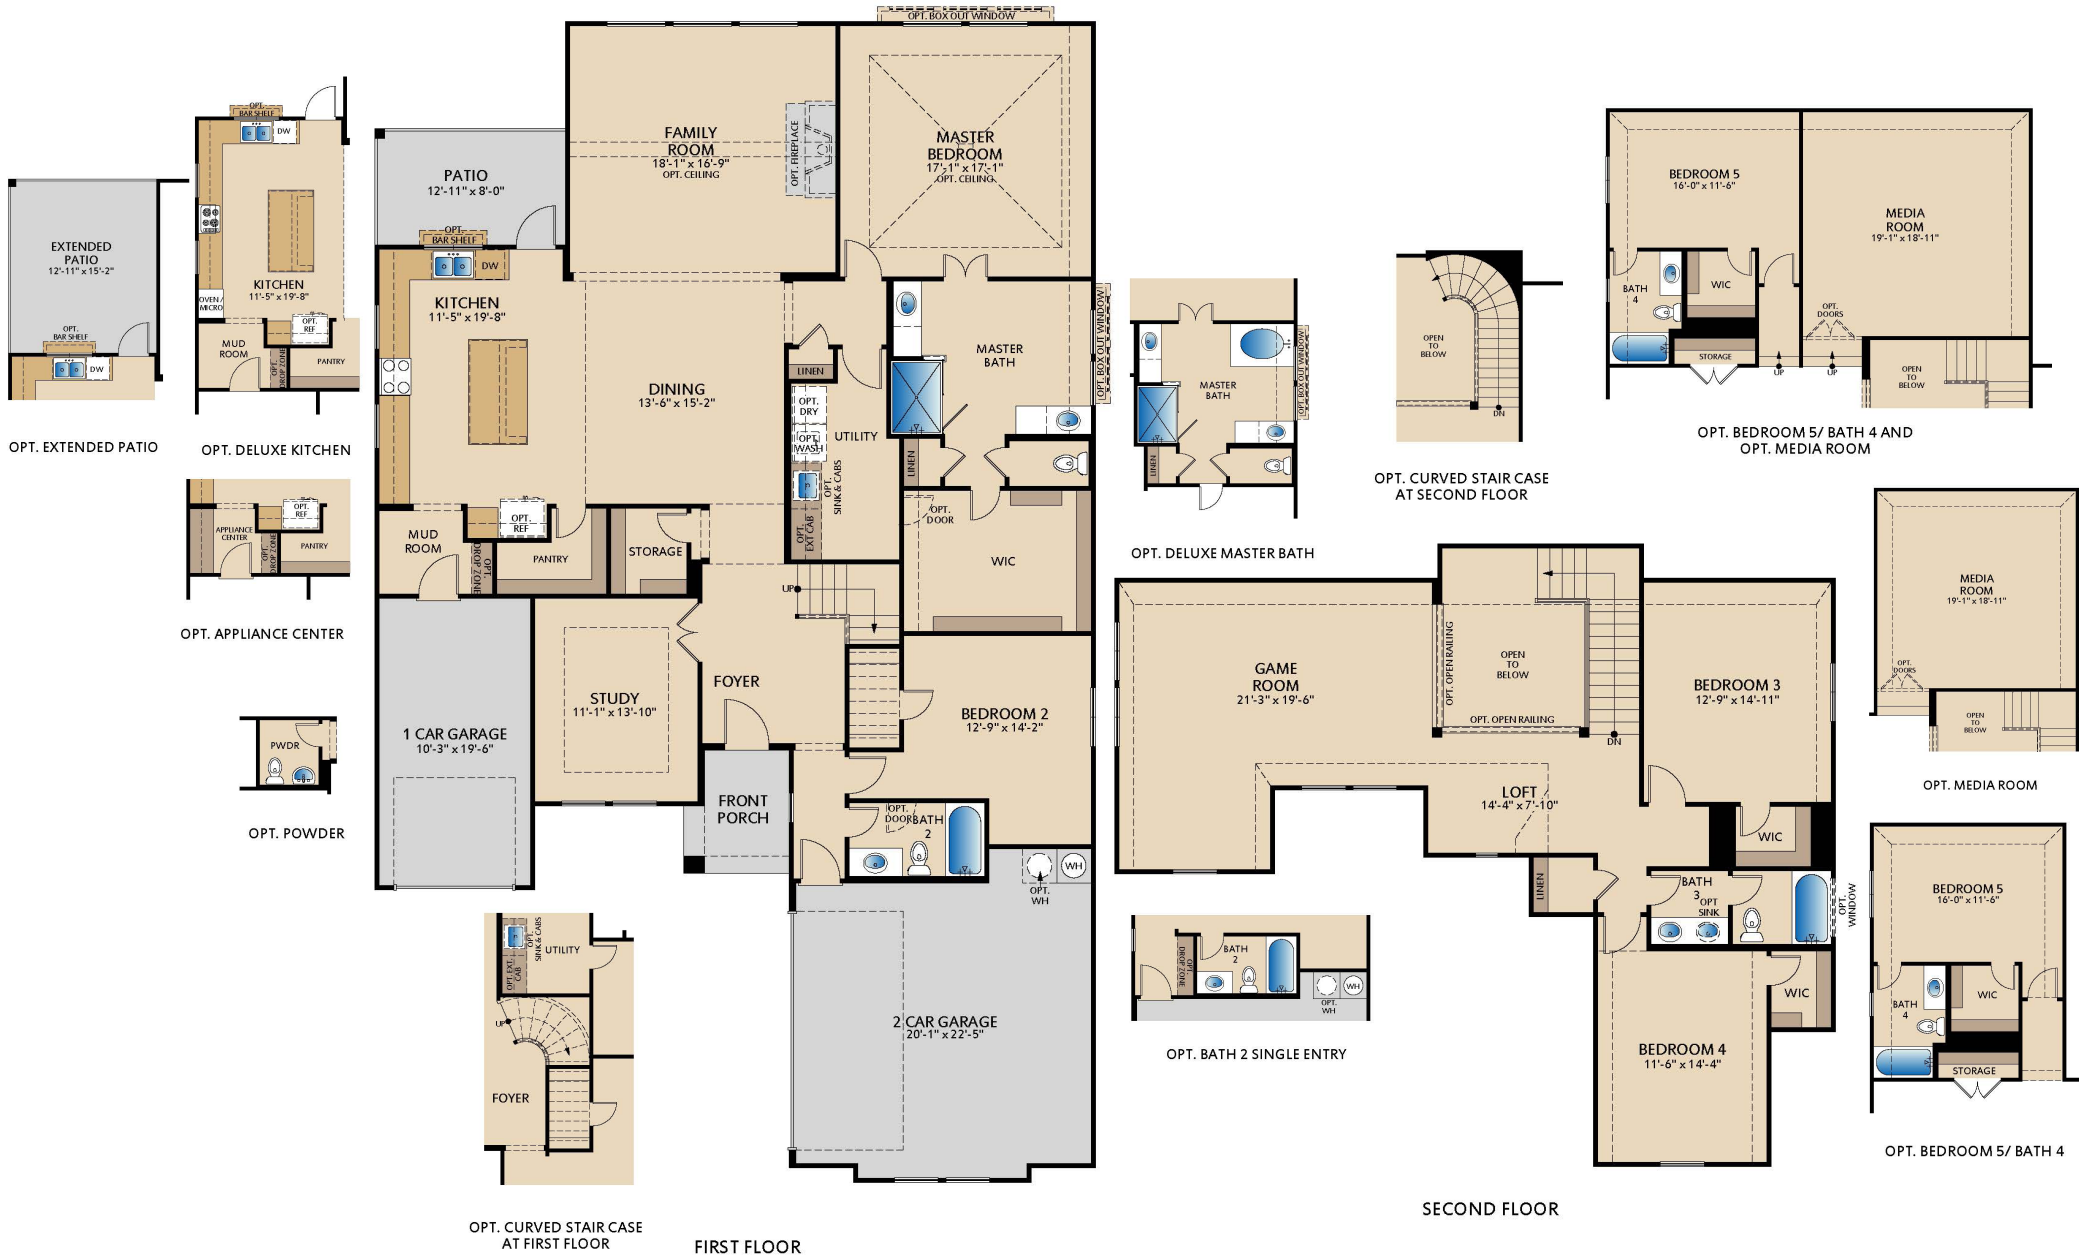 OPT.
BAR SHELF
DW
KITCHEN
11'-5" x 19'-8"
OVEN /
MICRO
OPT.
REF
MUD
ROOM
OPT.
DROP ZONE
PANTRY
OPT. DELUXE KITCHEN
EXTENDED
PATIO
12'-11" x 15'-2"
OPT.
BAR SHELF
DW
OPT. EXTENDED PATIO
APPLIANCE
CENTER
OPT.
REF
OPT.
DROP ZONE
PANTRY
OPT. APPLIANCE CENTER
PWDR
OPT. POWDER
OPT. BOX OUT WINDOW
FAMILY
ROOM
18'-1" x 16'-9"
OPT. CEILING
OPT. FIREPLACE
MASTER
BEDROOM
17'-1" x 17'-1"
OPT. CEILING
PATIO
12'-11" x 8'-0"
OPT.
BAR SHELF
DW
KITCHEN
11'-5" x 19'-8"
DINING
13'-6" x 15'-2"
LINEN
OPT.
DRY
OPT.
WASH
UTILITY
OPT.
SINK & CABS
OPT.
EXT CAB
MASTER
BATH
OPT. BOX OUT WINDOW
LINEN
OPT.
DOOR
WIC
MUD
ROOM
OPT.
REF
OPT.
DROP ZONE
PANTRY
STORAGE
UP
1 CAR GARAGE
10'-3" x 19'-6"
STUDY
11'-1" x 13'-10"
FOYER
BEDROOM 2
12'-9" x 14'-2"
FRONT
PORCH
OPT.
DOOR
BATH
2
OPT.
WH
WH
2 CAR GARAGE
20'-1" x 22'-5"
FIRST FLOOR
OPT.
SINK & CABS
UTILITY
OPT. EXT.
CAB
UP
FOYER
OPT. CURVED STAIR CASE
AT FIRST FLOOR
MASTER
BATH
OPT. BOX OUT WINDOW
LINEN
OPT. DELUXE MASTER BATH
OPEN
TO
BELOW
DN
OPT. CURVED STAIR CASE
AT SECOND FLOOR
BEDROOM 5
16'-0" x 11'-6"
MEDIA
ROOM
19'-1" x 18'-11"
BATH
4
WIC
OPT.
DOORS
STORAGE
UP
UP
OPEN
TO
BELOW
OPT. BEDROOM 5/ BATH 4 AND
OPT. MEDIA ROOM
MEDIA
ROOM
19'-1" x 18'-11"
OPT.
DOORS
OPEN
TO
BELOW
OPT. MEDIA ROOM
GAME
ROOM
21'-3" x 19'-6"
OPT. OPEN RAILING
OPEN
TO
BELOW
OPT. OPEN RAILING
DN
BEDROOM 3
12'-9" x 14'-11"
LOFT
14'-4" x 7'-10"
WIC
LINEN
BATH
3
OPT
SINK
OPT.
WINDOW
WIC
BEDROOM 4
11'-6" x 14'-4"
SECOND FLOOR
OPT.
DROP ZONE
BATH
2
OPT.
WH
WH
OPT. BATH 2 SINGLE ENTRY
BEDROOM 5
16'-0" x 11'-6"
BATH
4
WIC
STORAGE
OPT. BEDROOM 5/ BATH 4